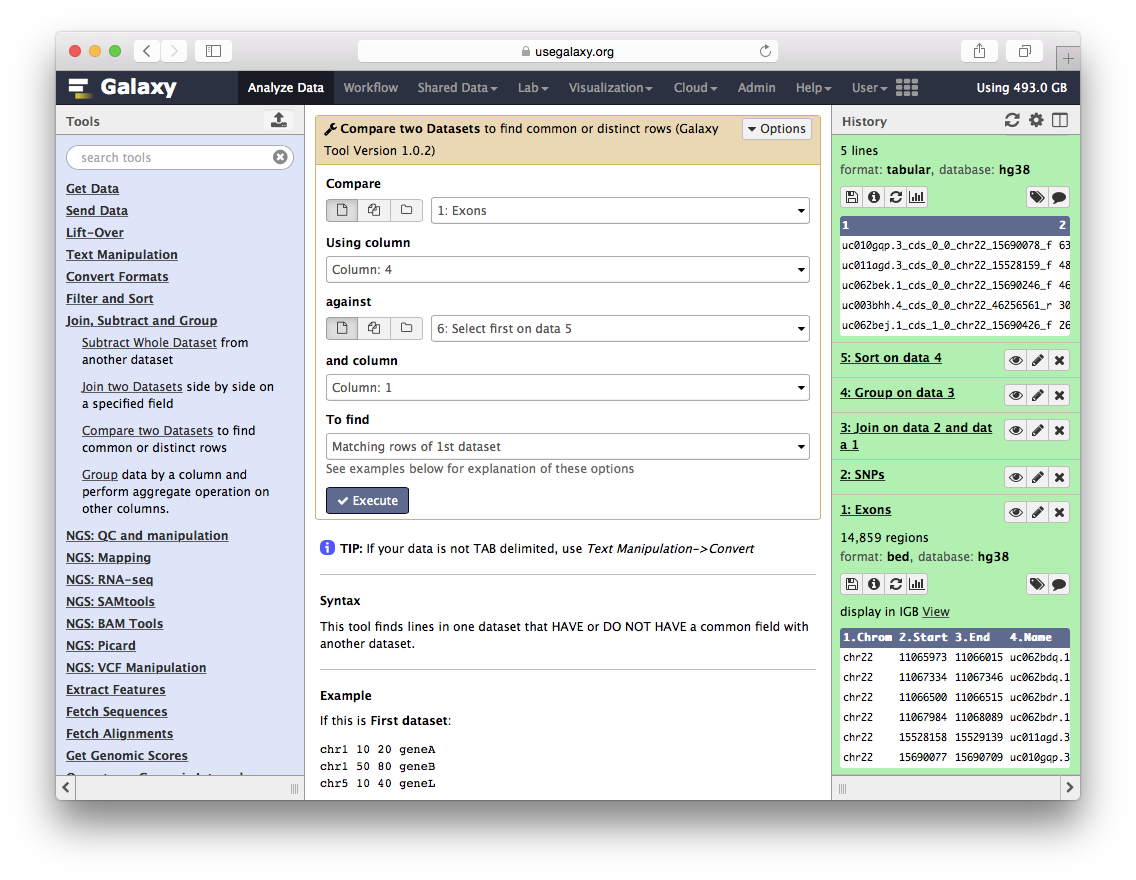 usegalaxy.org
Galaxy
Analyze Data
Workflow
Shared Data
Lab
Visualization
Cloud
Admin
Help
User
Using 493.0 GB
Tools
search tools
Get Data
Send Data
Lift-Over
Text Manipulation
Convert Formats
Filter and Sort
Join, Subtract and Group
Subtract Whole Dataset from
another dataset
Join two Datasets side by side on
a specified field
Compare two Datasets to find
common or distinct rows
Group data by a column and
perform aggregate operation on
other columns.
NGS: QC and manipulation
NGS: Mapping
NGS: RNA-seq
NGS: SAMtools
NGS: BAM Tools
NGS: Picard
NGS: VCF Manipulation
Extract Features
Fetch Sequences
Fetch Alignments
Get Genomic Scores
Compare two Datasets to find common or distinct rows (Galaxy
Tool Version 1.0.2)
Options
Compare
1: Exons
Using column
Column: 4
against
6: Select first on data 5
and column
Column: 1
To find
Matching rows of 1st dataset
See examples below for explanation of these options
Execute
TIP: If your data is not TAB delimited, use Text Manipulation->Convert
Syntax
This tool finds lines in one dataset that HAVE or DO NOT HAVE a common field with
another dataset.
Example
If this is First dataset:
chr1 10 20 geneA
chr1 50 80 geneB
chr5 10 40 geneL
History
5 lines
format: tabular, database: hg38
1 2
uc010gqp.3_cds_0_0_chr22_15690078_f 63
uc011agd.3_cds_0_0_chr22_15528159_f 48
uc062bek.1_cds_0_0_chr22_15690246_f 46
uc003bhh.4_cds_0_0_chr22_46256561_r 30
uc062bej.1_cds_1_0_chr22_15690426_f 26
5: Sort on data 4
4: Group on data 3
3: Join on data 2 and dat
a 1
2: SNPs
1: Exons
14,859 regions
format: bed, database: hg38
display in IGB View
1.Chrom 2.Start 3.End 4.Name
chr22 11065973 11066015 uc062bdq.1
chr22 11067334 11067346 uc062bdq.1
chr22 11066500 11066515 uc062bdr.1
chr22 11067984 11068089 uc062bdr.1
chr22 15528158 15529139 uc011agd.3
chr22 15690077 15690709 uc010gqp.3